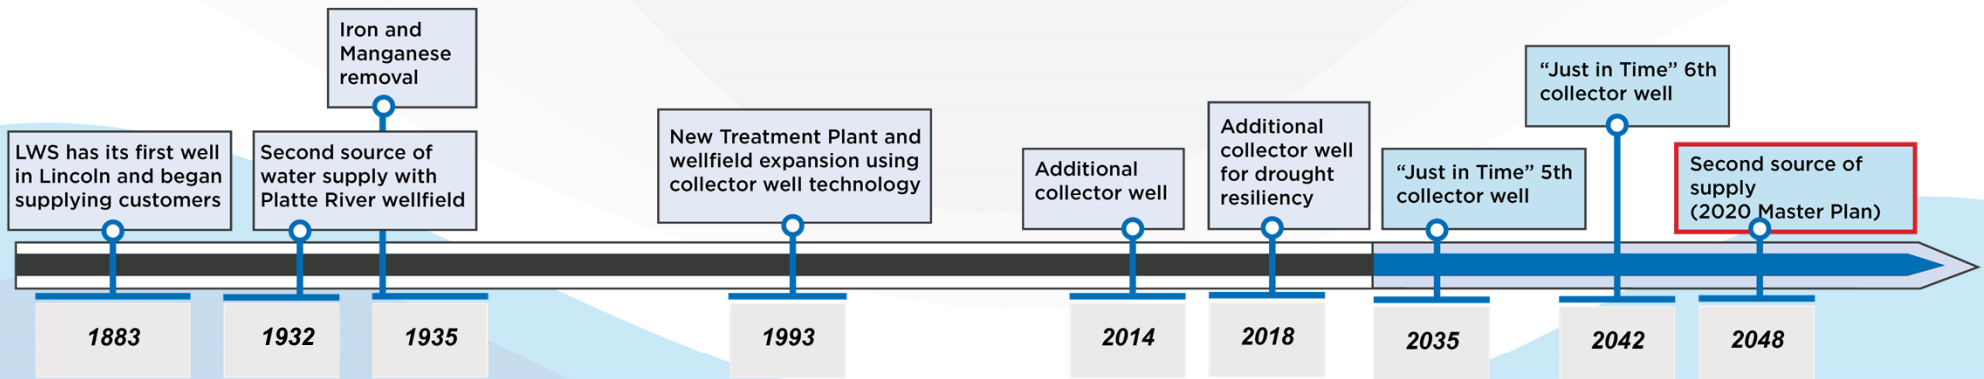 LWS has its first well
in Lincoln and began
supplying customers
Second source of
water supply with
Platte River wellfield
Iron and
Manganese
removal
New Treatment Plant and
wellfield expansion using
collector well technology
Additional
collector well
Additional
collector well
for drought
resiliency
“Just in Time” 5th
collector well
“Just in Time” 6th
collector well
Second source of
supply
(2020 Master Plan)
1883
1932
1935
1993
2014
2018
2035
2042
2048